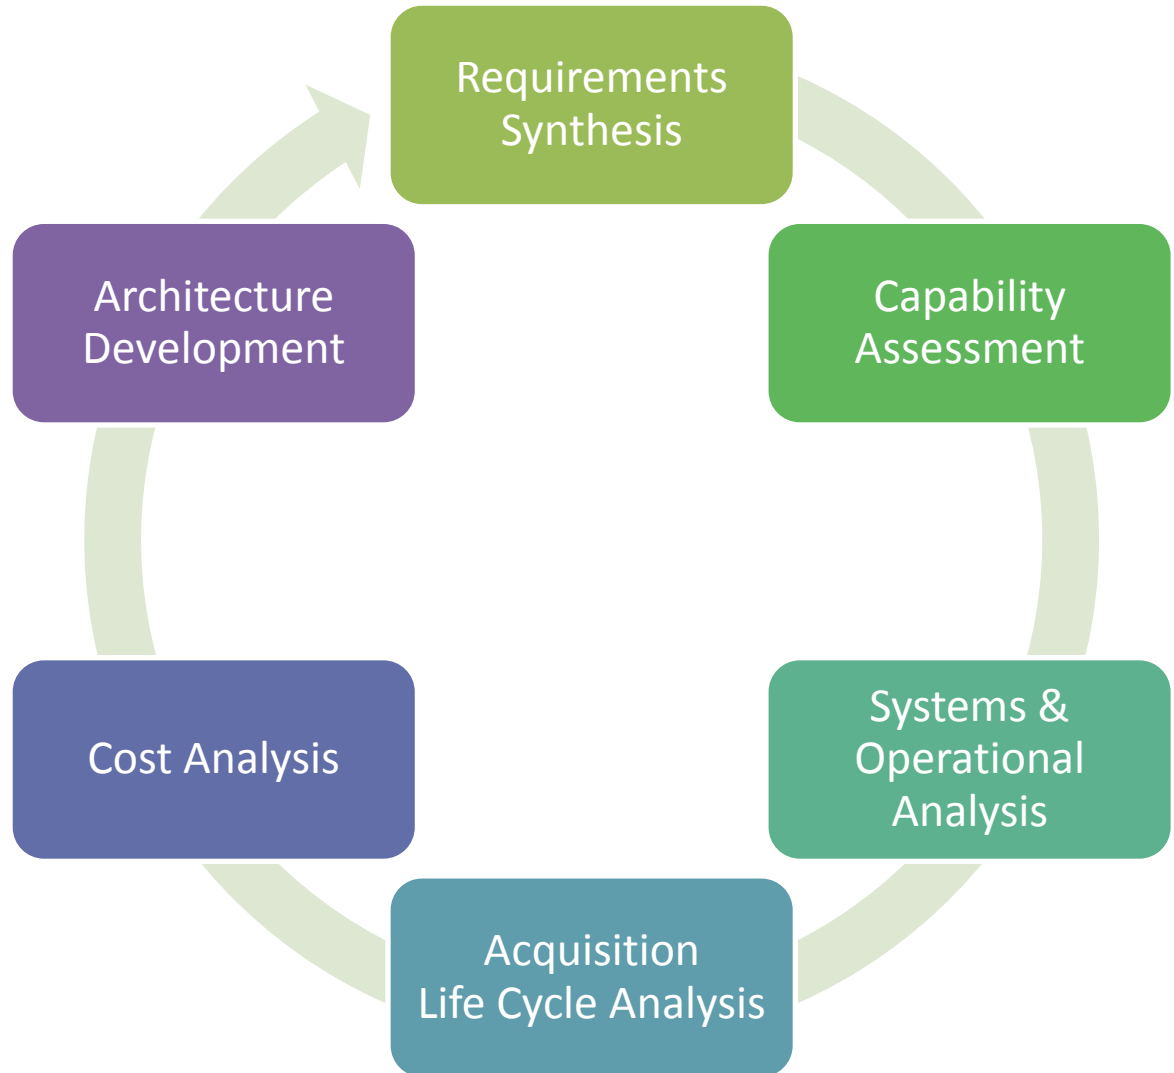 Requirements
Synthesis
Capability
Assessment
Systems &
Operational
Analysis
Acquisition
Life Cycle Analysis
Cost Analysis
Architecture
Development